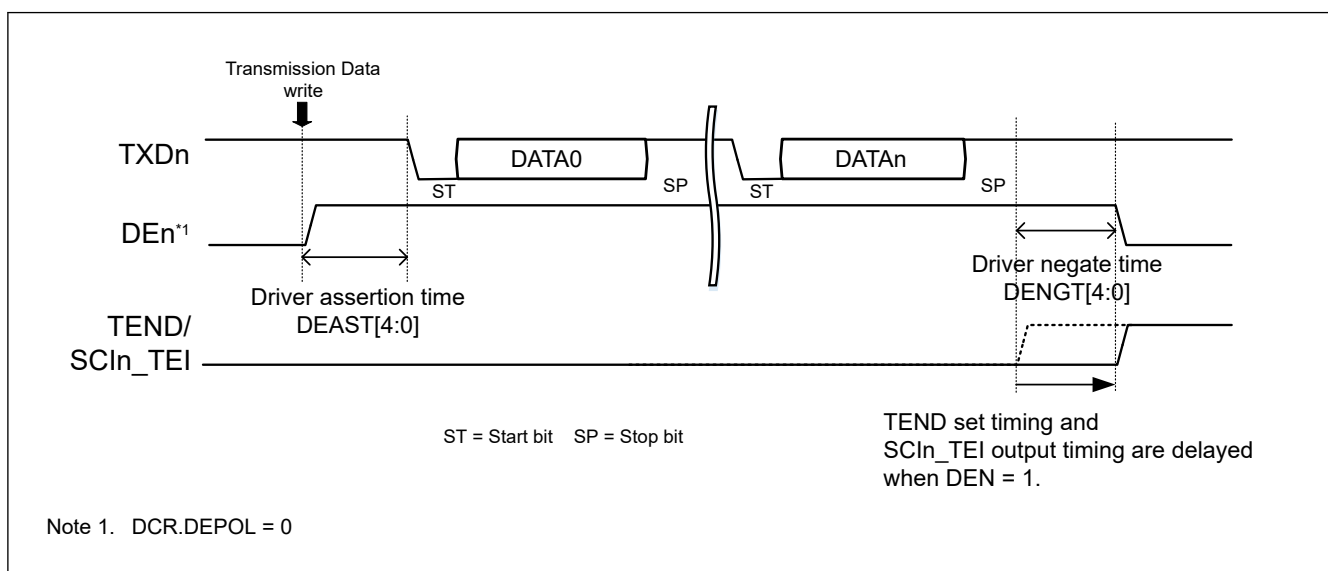 Transmission Data
write
TXDn
DATA0
DATAn
ST
SP
ST
SP
DEn*1
Driver assertion time
DEAST[4:0]
Driver negate time
DENGT[4:0]
TEND/
SCIn_TEI
ST = Start bit SP = Stop bit
TEND set timing and
SCIn_TEI output timing are delayed
when DEN = 1.
Note 1. DCR.DEPOL = 0